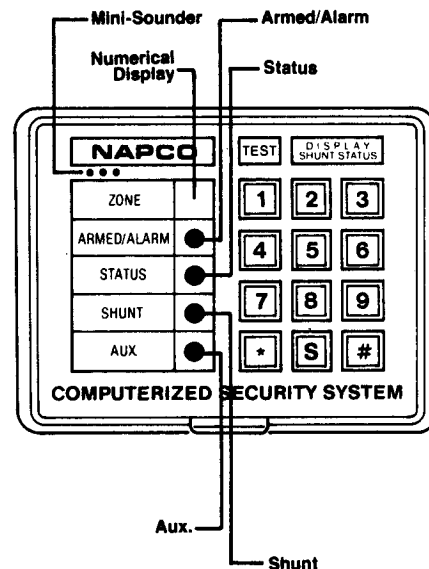 Mini-Sounder
Armed/Alarm
Numerical
Display
Status
NAPCO
TEST
DISPLAY
SHUNT STATUS
ZONE
1 2 3
ARMED/ALARM
4 5 6
STATUS
SHUNT
7 8 9
AUX
* S #
COMPUTERIZED SECURITY SYSTEM
Aux.
Shunt